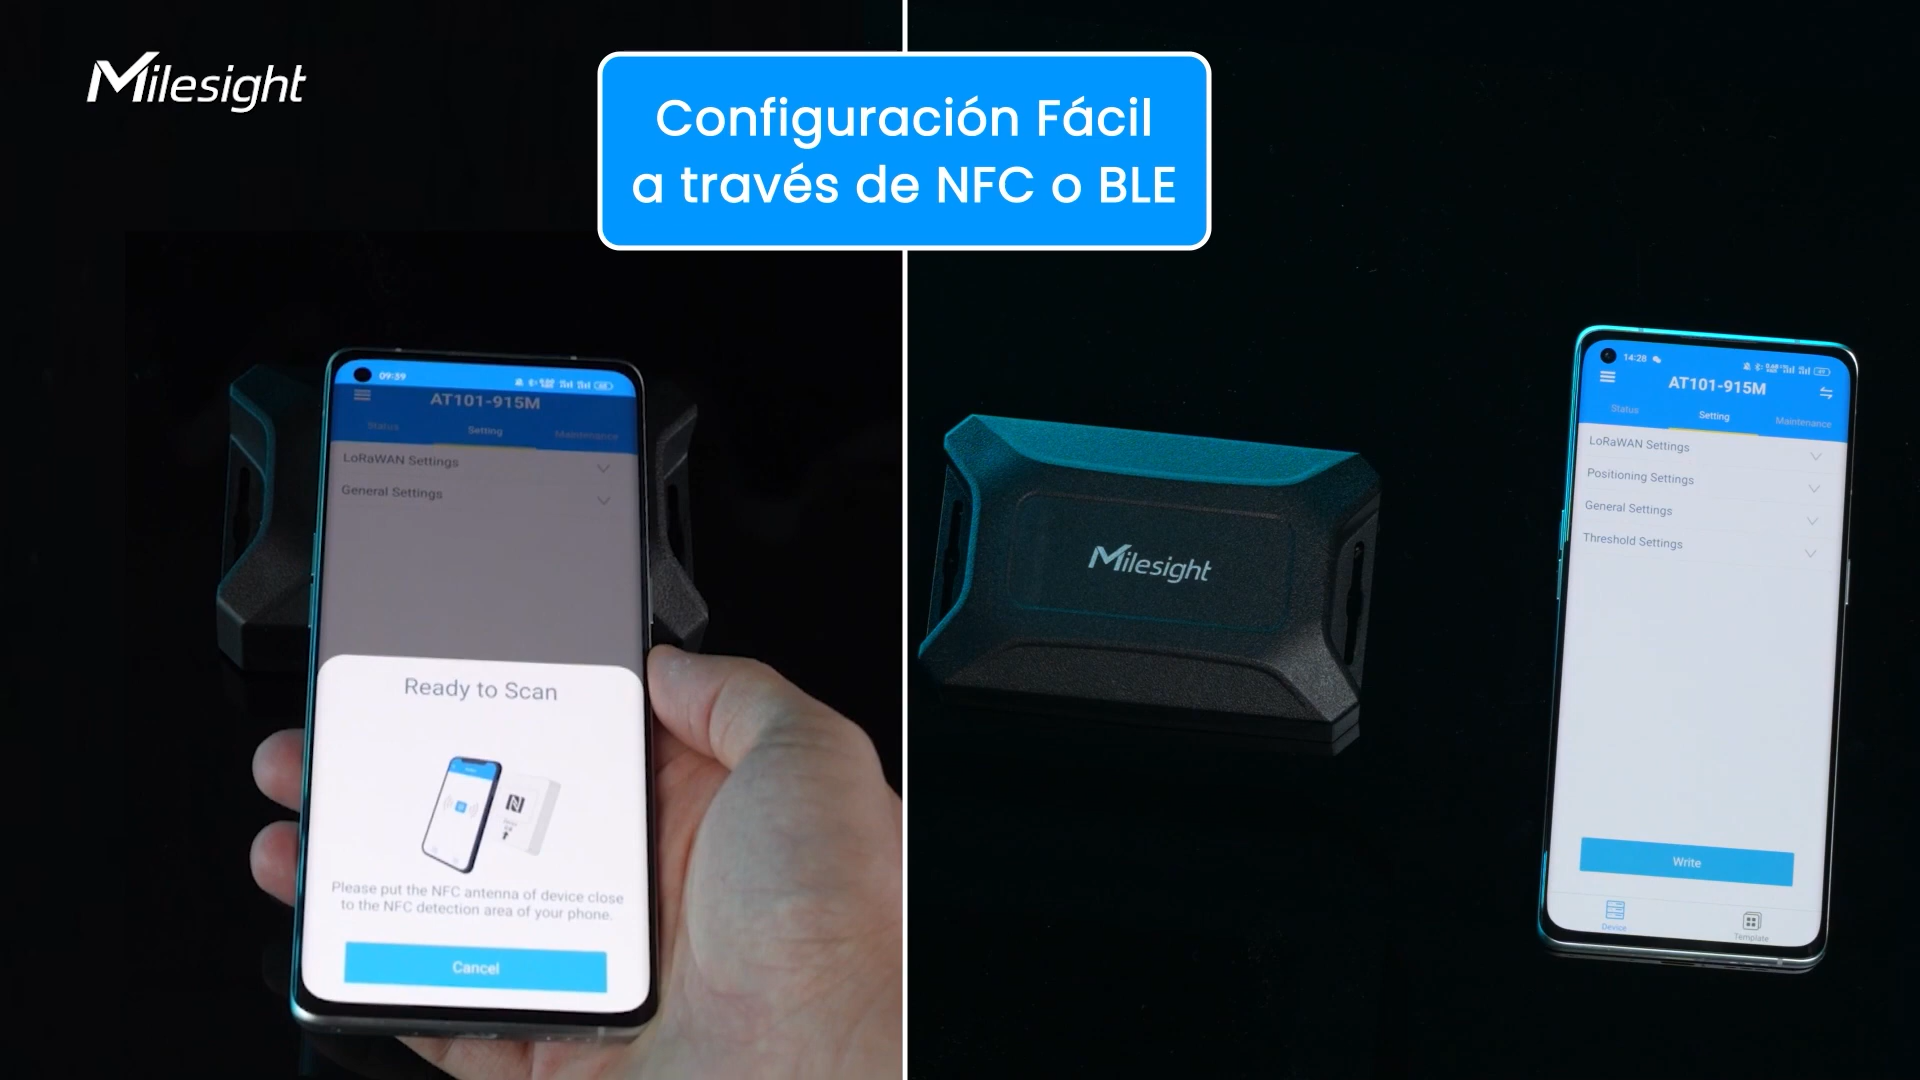 Milesight
Configuración Fácil
a través de NFC o BLE
09:59
AT101-915M
Status Setting Maintenance
LoRaWAN Settings
General Settings
Ready to Scan
Please put the NFC antenna of device close
to the NFC detection area of your phone.
Cancel
Milesight
14:28
AT101-915M
Status Setting Maintenance
LoRaWAN Settings
Positioning Settings
General Settings
Threshold Settings
Write
Device Template